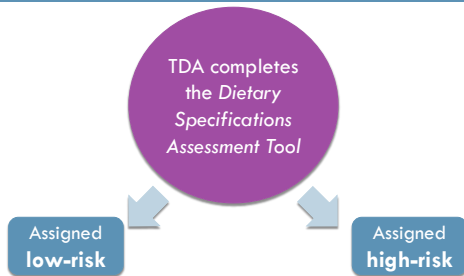 TDA completes
the Dietary
Specifications
Assessment Tool
Assigned
low-risk
Assigned
high-risk